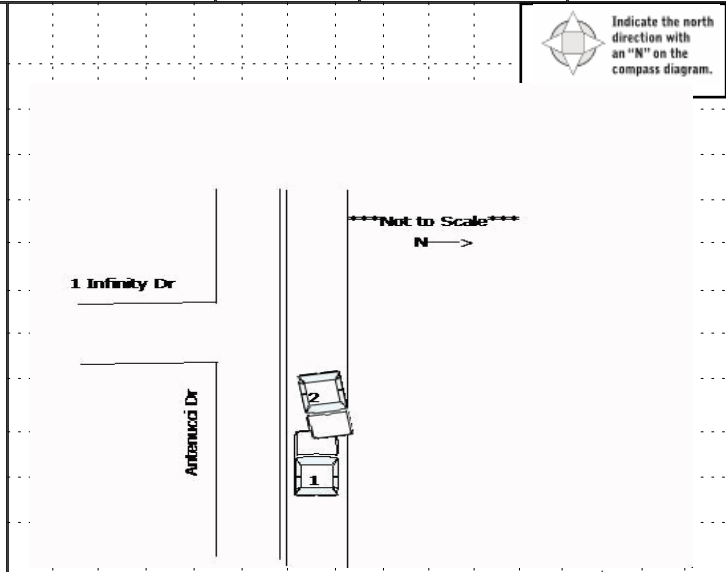 Indicate the north
direction with
an “N” on the
compass diagram.
***Not to Scale***
N--->
1 Infinity Dr
Antenucci Dr
2
1